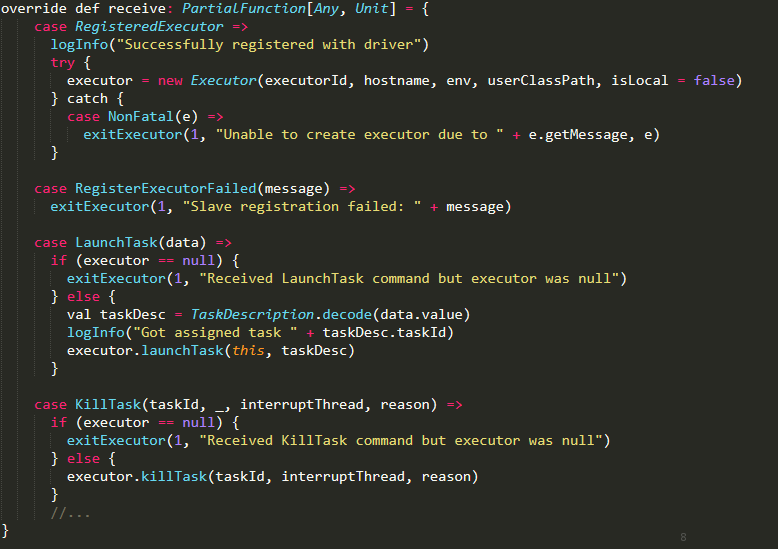 override def receive: PartialFunction[Any, Unit] = {
    case RegisteredExecutor =>
      logInfo("Successfully registered with driver")
      try {
        executor = new Executor(executorId, hostname, env, userClassPath, isLocal = false)
      } catch {
        case NonFatal(e) =>
          exitExecutor(1, "Unable to create executor due to " + e.getMessage, e)
      }

    case RegisterExecutorFailed(message) =>
      exitExecutor(1, "Slave registration failed: " + message)

    case LaunchTask(data) =>
      if (executor == null) {
        exitExecutor(1, "Received LaunchTask command but executor was null")
      } else {
        val taskDesc = TaskDescription.decode(data.value)
        logInfo("Got assigned task " + taskDesc.taskId)
        executor.launchTask(this, taskDesc)
      }

    case KillTask(taskId, _, interruptThread, reason) =>
      if (executor == null) {
        exitExecutor(1, "Received KillTask command but executor was null")
      } else {
        executor.killTask(taskId, interruptThread, reason)
      }
      //...
}
8